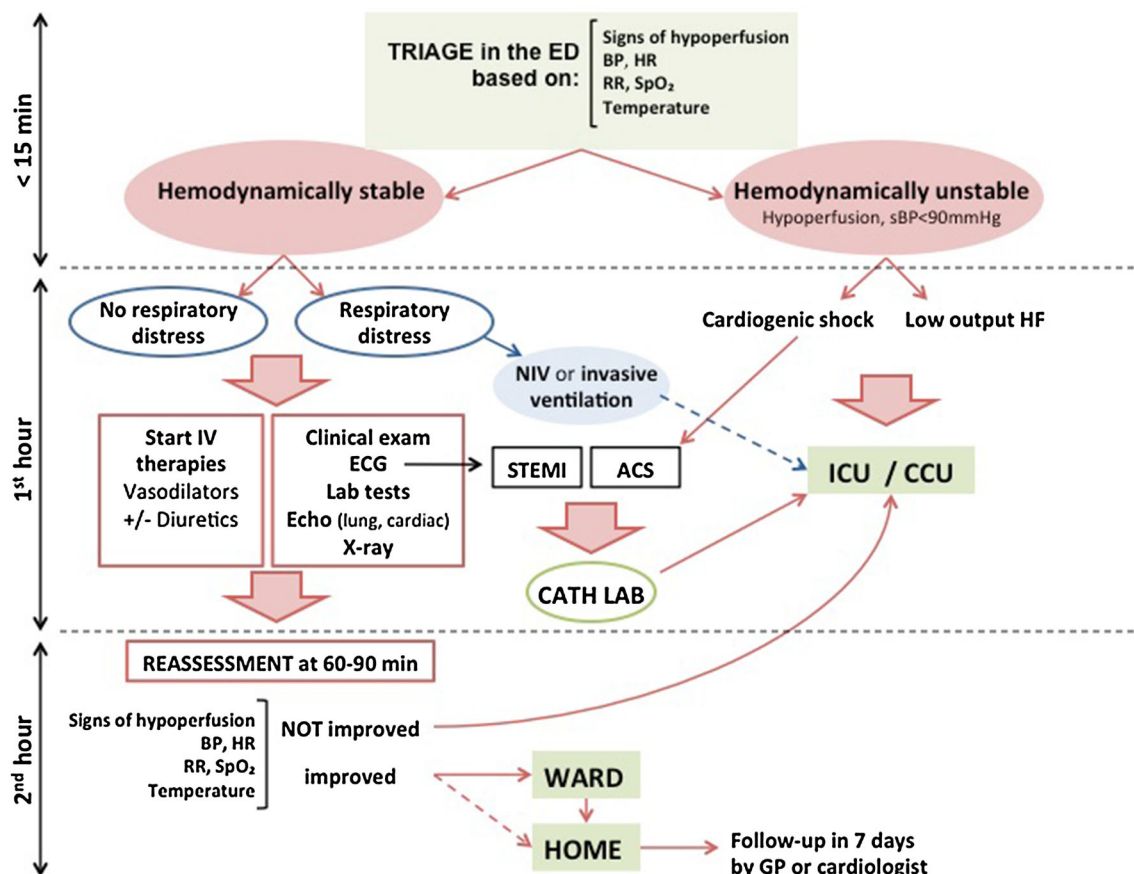 TRIAGE in the ED
based on:
Signs of hypoperfusion
BP, HR
RR, SpO₂
Temperature
< 15 min
Hemodynamically stable
Hemodynamically unstable
Hypoperfusion, sBP<90mmHg
1st hour
No respiratory
distress
Respiratory
distress
Cardiogenic shock
Low output HF
NIV or invasive
ventilation
Start IV
therapies
Vasodilators
+/- Diuretics
Clinical exam
ECG
Lab tests
Echo (lung, cardiac)
X-ray
STEMI
ACS
ICU / CCU
CATH LAB
2nd hour
REASSESSMENT at 60-90 min
Signs of hypoperfusion
BP, HR
RR, SpO₂
Temperature
NOT improved
improved
WARD
HOME
Follow-up in 7 days
by GP or cardiologist